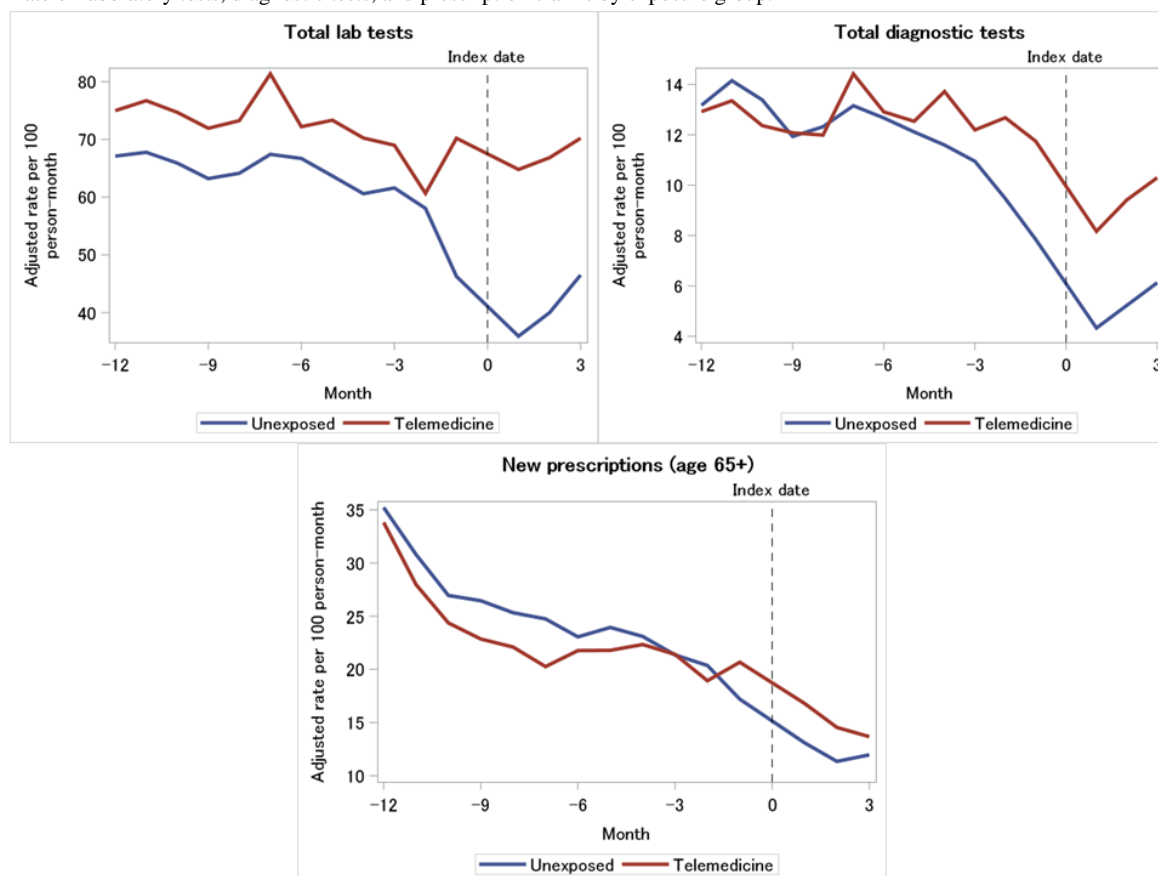 Total lab tests
Index date
Adjusted rate per 100
person-month
80
70
60
50
40
-12 -9 -6 -3 0 3
Month
Unexposed Telemedicine
Total diagnostic tests
Index date
Adjusted rate per 100
person-month
14
12
10
8
6
4
-12 -9 -6 -3 0 3
Month
Unexposed Telemedicine
New prescriptions (age 65+)
Index date
Adjusted rate per 100 person-month
35
30
25
20
15
10
-12 -9 -6 -3 0 3
Month
Unexposed Telemedicine